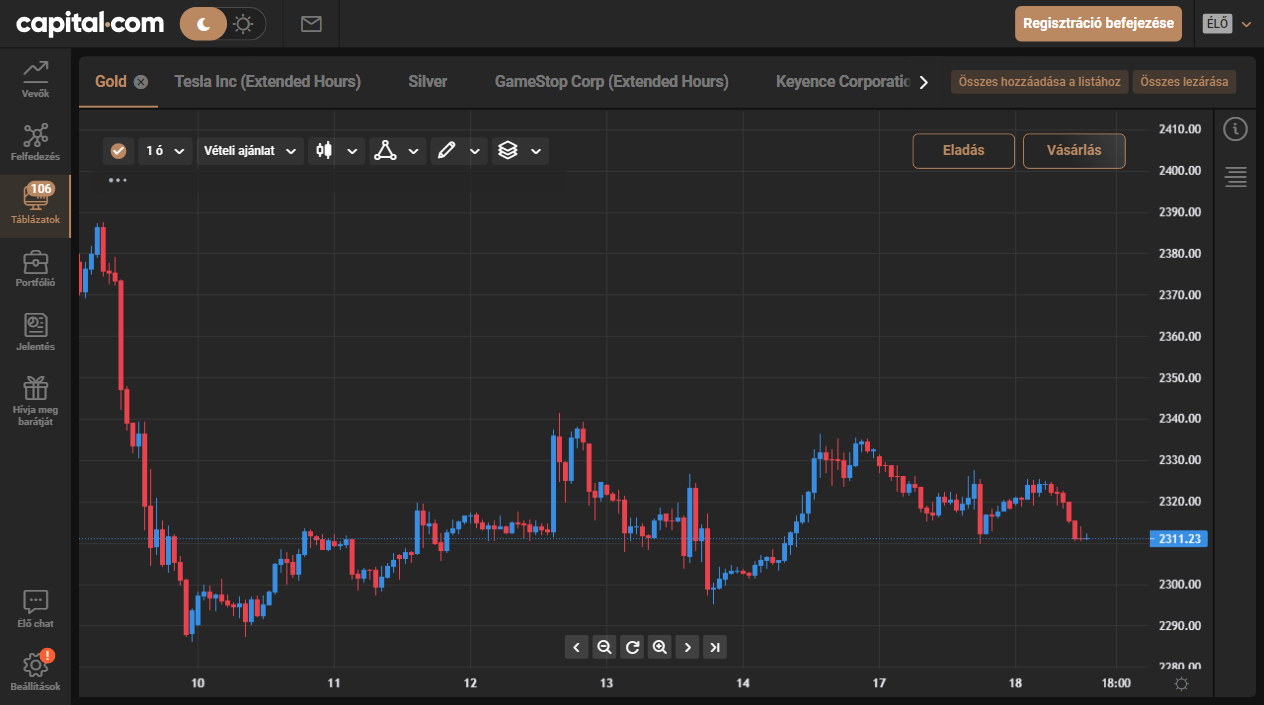 capital.com
Regisztráció befejezése
ÉLŐ
Vevők
Felfedezés
106
Táblázatok
Portfólió
Jelentés
Hívja meg
barátját
Élő chat
!
Beállítások
Gold
Tesla Inc (Extended Hours)
Silver
GameStop Corp (Extended Hours)
Keyence Corporatic
Összes hozzáadása a listához
Összes lezárása
1 ó
Vételi ajánlat
Eladás
Vásárlás
2410.00
2400.00
2390.00
2380.00
2370.00
2360.00
2350.00
2340.00
2330.00
2320.00
2311.23
2300.00
2290.00
2280.00
10
11
12
13
14
17
18
18:00